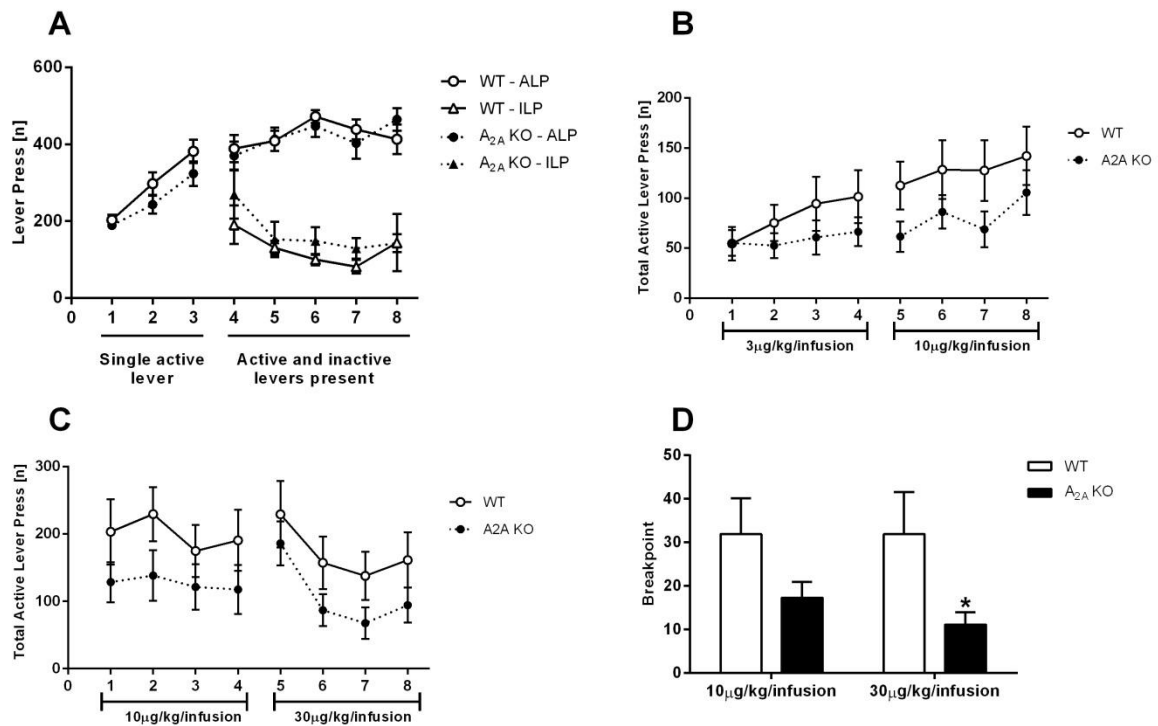 A
Lever Press [n]
600
400
200
0
0 1 2 3 4 5 6 7 8
Single active
lever
Active and inactive
levers present
WT - ALP
WT - ILP
A2A KO - ALP
A2A KO - ILP
B
Total Active Lever Press [n]
200
150
100
50
0
0 1 2 3 4 5 6 7 8
3µg/kg/infusion
10µg/kg/infusion
WT
A2A KO
C
Total Active Lever Press [n]
300
200
100
0
0 1 2 3 4 5 6 7 8
10µg/kg/infusion
30µg/kg/infusion
WT
A2A KO
D
Breakpoint
50
40
30
20
10
0
*
10µg/kg/infusion
30µg/kg/infusion
WT
A2A KO